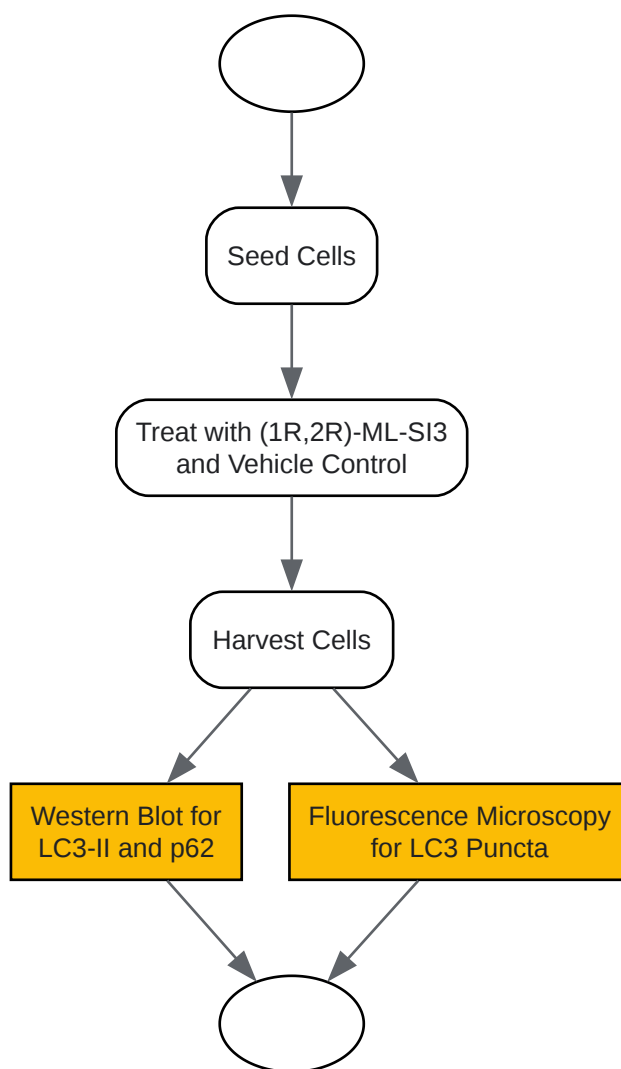 Seed Cells
Treat with (1R,2R)-ML-SI3
and Vehicle Control
Harvest Cells
Western Blot for
LC3-II and p62
Fluorescence Microscopy
for LC3 Puncta